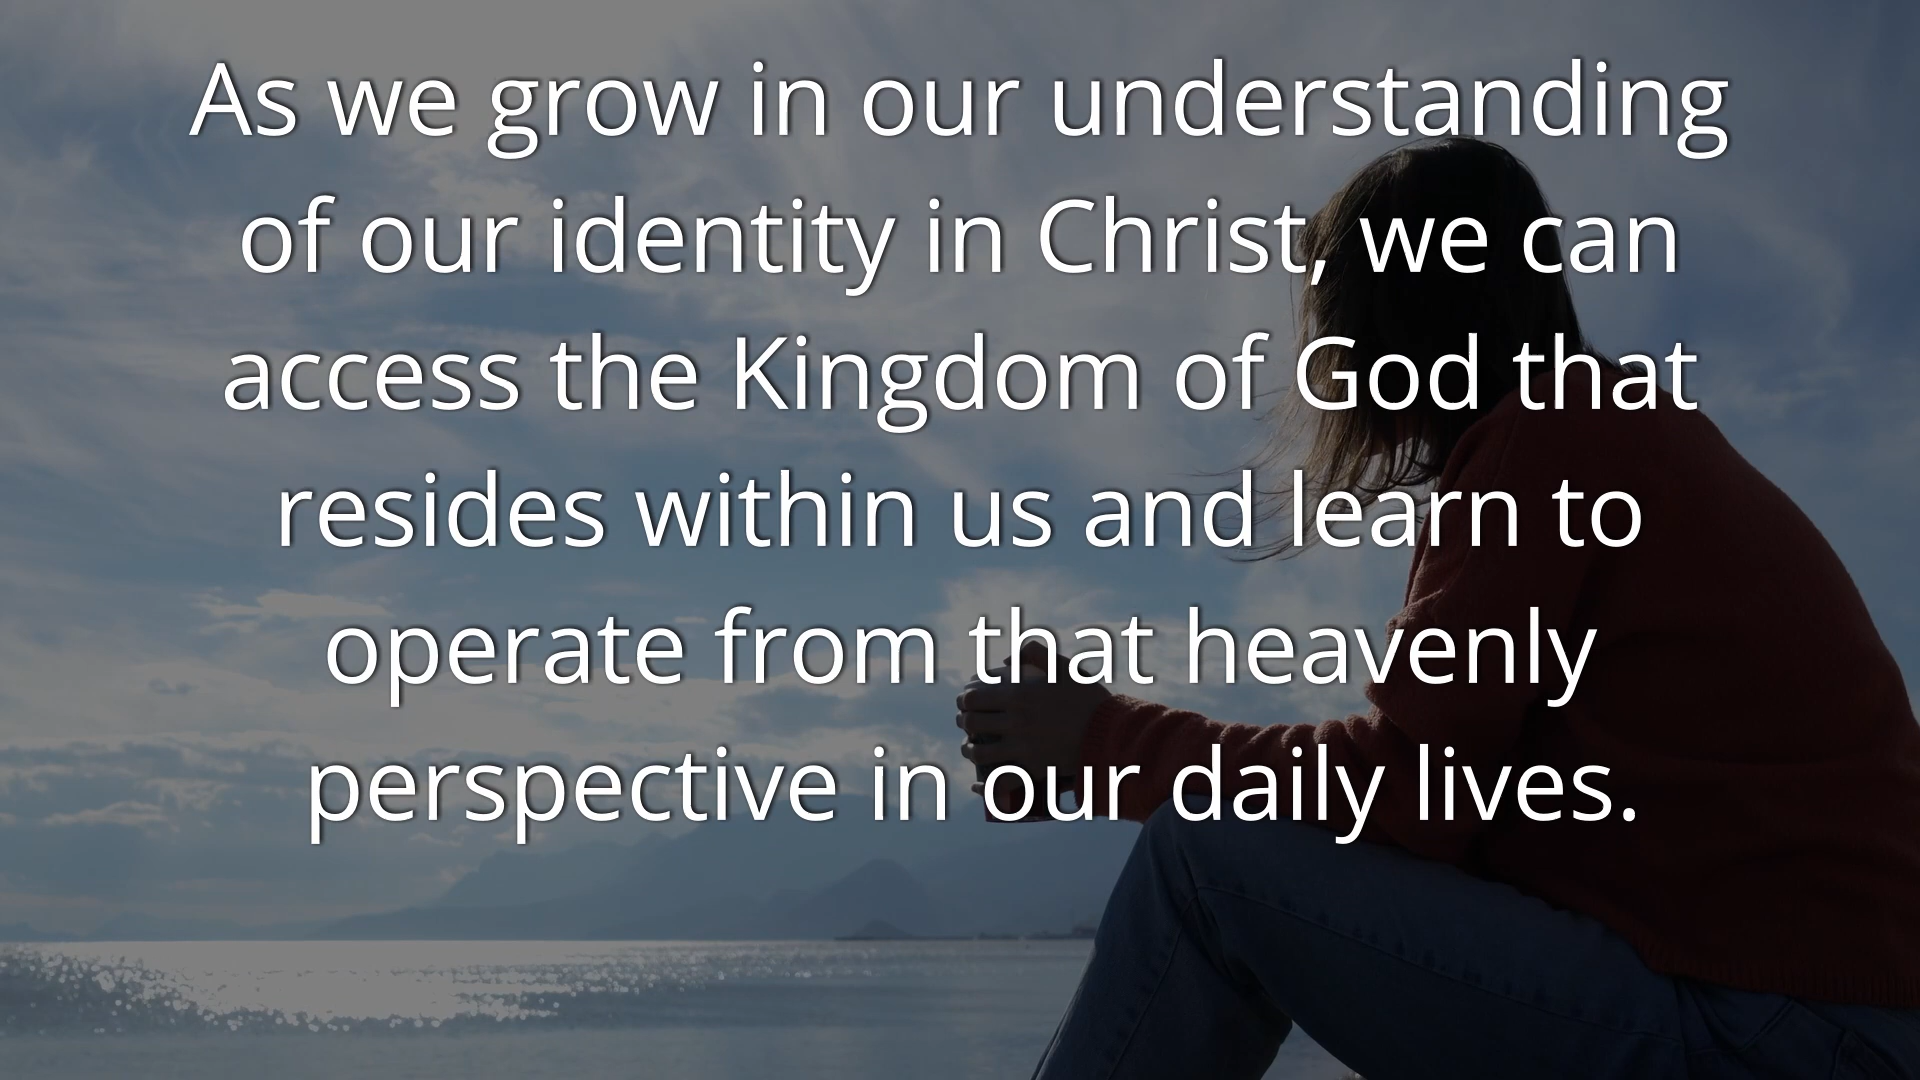 As we grow in our understanding
of our identity in Christ, we can
access the Kingdom of God that
resides within us and learn to
operate from that heavenly
perspective in our daily lives.